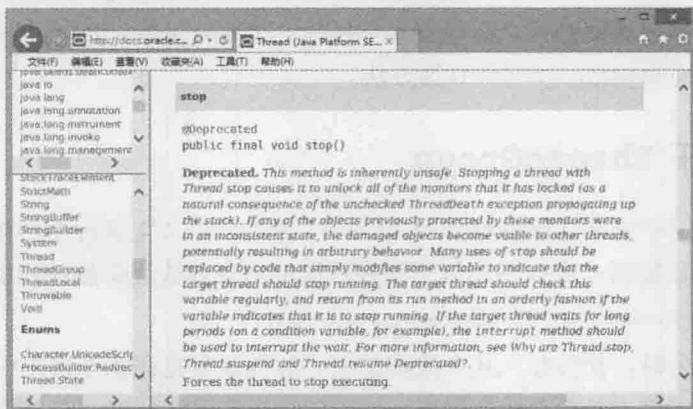 http://docs.oracle.c...
Thread (Java Platform SE...
文件(F) 编辑(E) 查看(V) 收藏夹(A) 工具(T) 帮助(H)
java.io
java.lang
java.lang.annotation
java.lang.instrument
java.lang.invoke
java.lang.management
StackTraceElement
StrictMath
String
StringBuffer
StringBuilder
System
Thread
ThreadGroup
ThreadLocal
Throwable
Void
Enums
Character.UnicodeScrip
ProcessBuilder.Redirec
Thread.State
stop
@Deprecated
public final void stop()
Deprecated. This method is inherently unsafe. Stopping a thread with
Thread.stop causes it to unlock all of the monitors that it has locked (as a
natural consequence of the unchecked ThreadDeath exception propagating up
the stack). If any of the objects previously protected by these monitors were
in an inconsistent state, the damaged objects become visible to other threads,
potentially resulting in arbitrary behavior. Many uses of stop should be
replaced by code that simply modifies some variable to indicate that the
target thread should stop running. The target thread should check this
variable regularly, and return from its run method in an orderly fashion if the
variable indicates that it is to stop running. If the target thread waits for long
periods (on a condition variable, for example), the interrupt method should
be used to interrupt the wait. For more information, see Why are Thread.stop,
Thread.suspend and Thread.resume Deprecated?.
Forces the thread to stop executing.